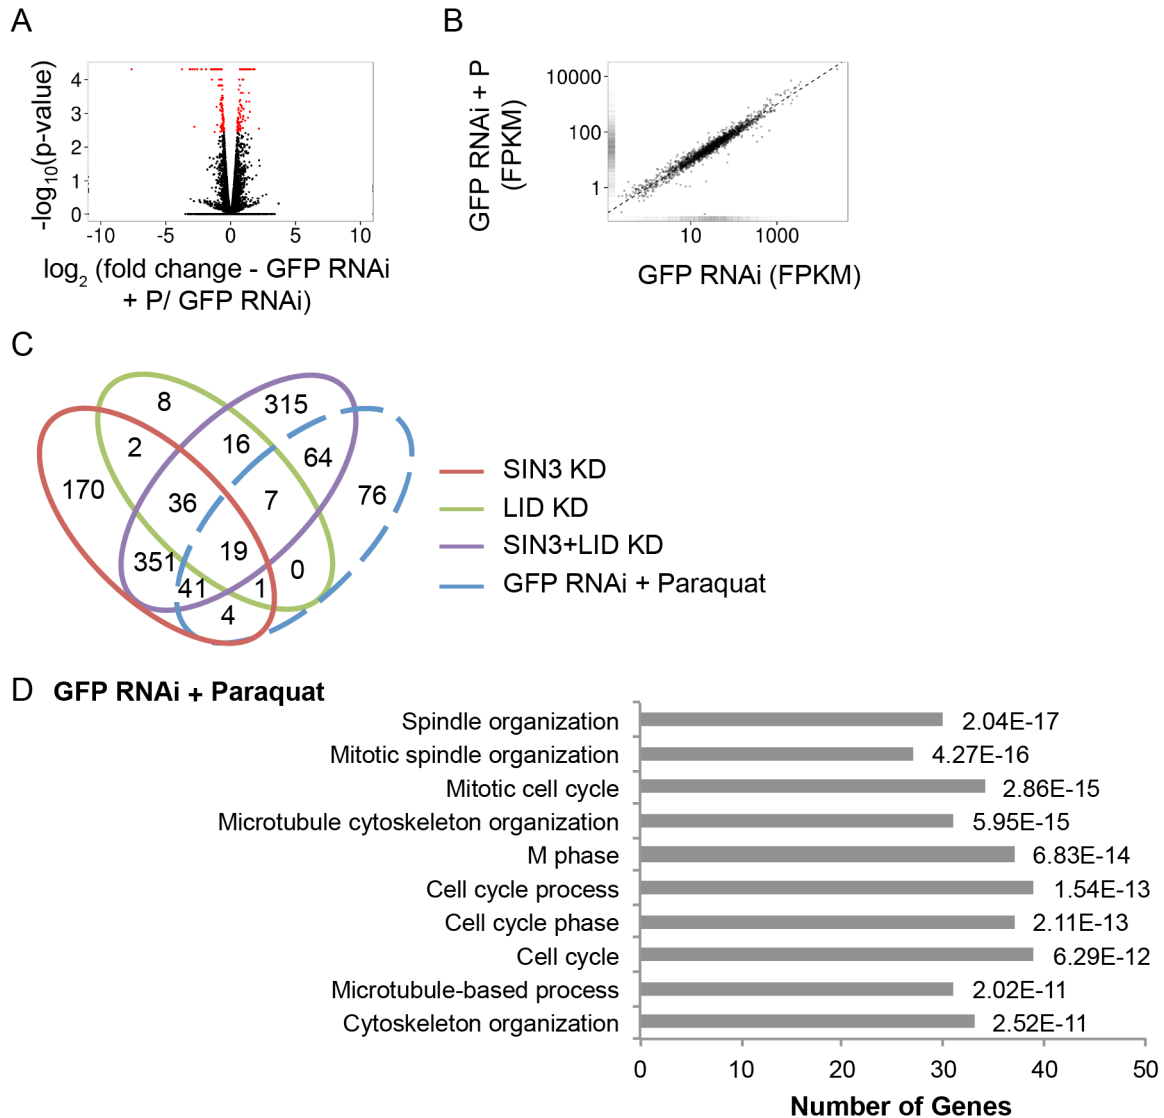 A
-log10(p-value)
4
3
2
1
0
-10 -5 0 5 10
log2 (fold change - GFP RNAi
+ P/ GFP RNAi)
B
GFP RNAi + P
(FPKM)
10000
100
1
10 1000
GFP RNAi (FPKM)
C
8
315
2
16
64
170
36
7
76
351
19
0
41
1
4
SIN3 KD
LID KD
SIN3+LID KD
GFP RNAi + Paraquat
D GFP RNAi + Paraquat
Spindle organization 2.04E-17
Mitotic spindle organization 4.27E-16
Mitotic cell cycle 2.86E-15
Microtubule cytoskeleton organization 5.95E-15
M phase 6.83E-14
Cell cycle process 1.54E-13
Cell cycle phase 2.11E-13
Cell cycle 6.29E-12
Microtubule-based process 2.02E-11
Cytoskeleton organization 2.52E-11
0 10 20 30 40 50
Number of Genes